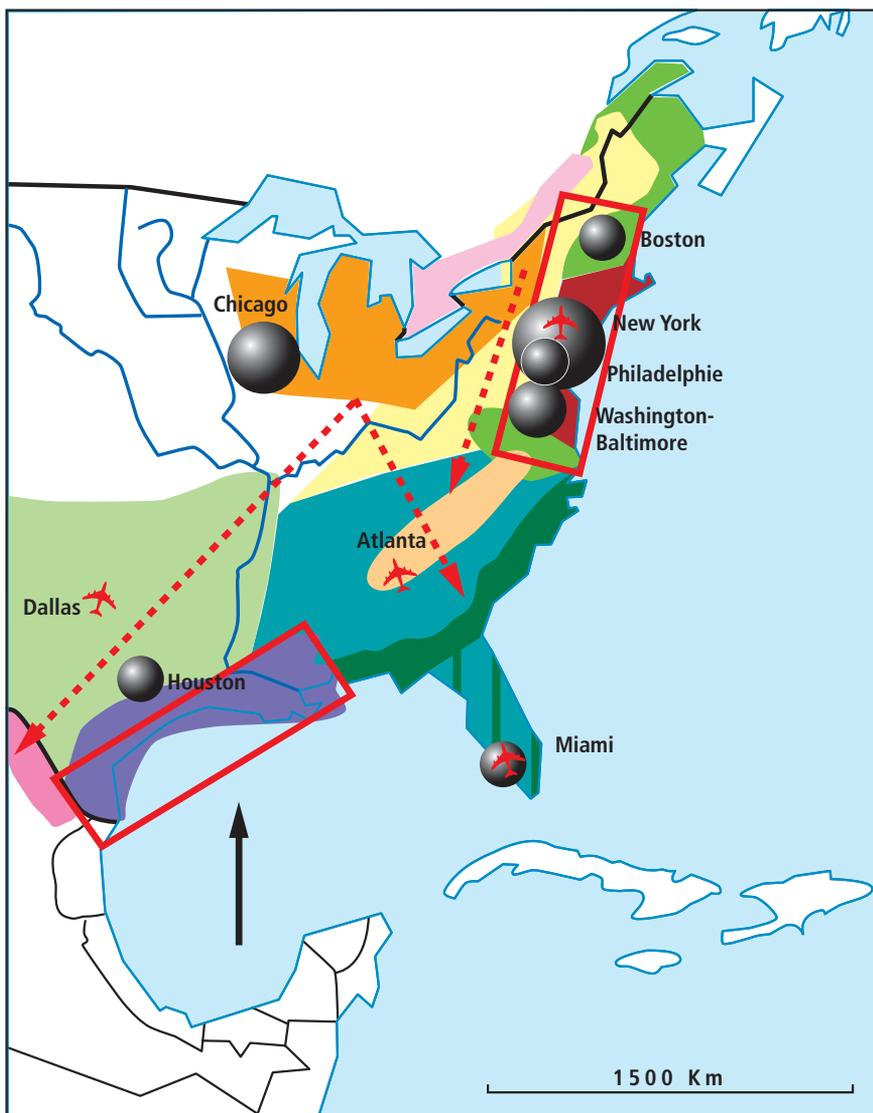 Boston
Chicago
New York
Philadelphie
Washington-
Baltimore
Atlanta
Dallas
Houston
Miami
1500 Km